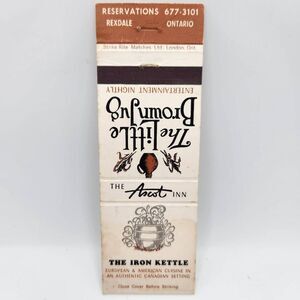 RESERVATIONS 677-3101
REXDALE ONTARIO
Strike Rite Matches Ltd. London, Ont.
The Little
Brown Jug
ENTERTAINMENT NIGHTLY
THE Ascot INN
THE IRON KETTLE
EUROPEAN & AMERICAN CUISINE IN
AN AUTHENTIC CANADIAN SETTING
Close Cover Before Striking